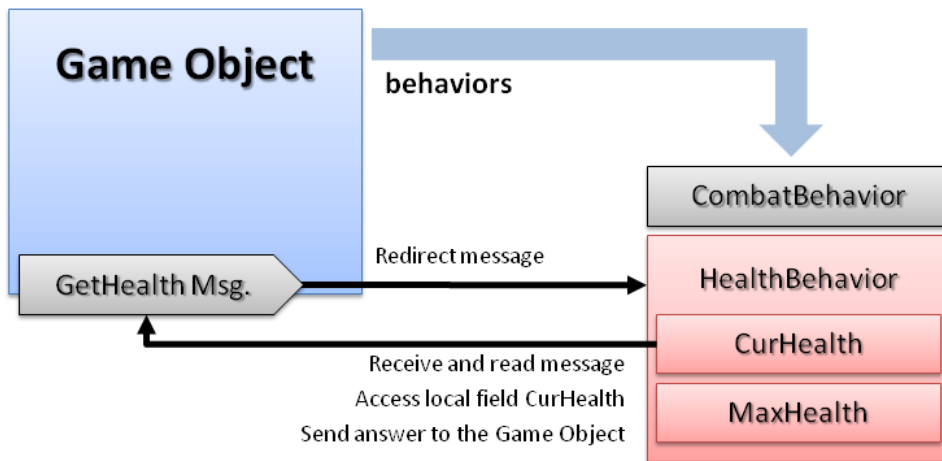 Game Object
behaviors
CombatBehavior
GetHealth Msg.
Redirect message
HealthBehavior
CurHealth
MaxHealth
Receive and read message
Access local field CurHealth
Send answer to the Game Object